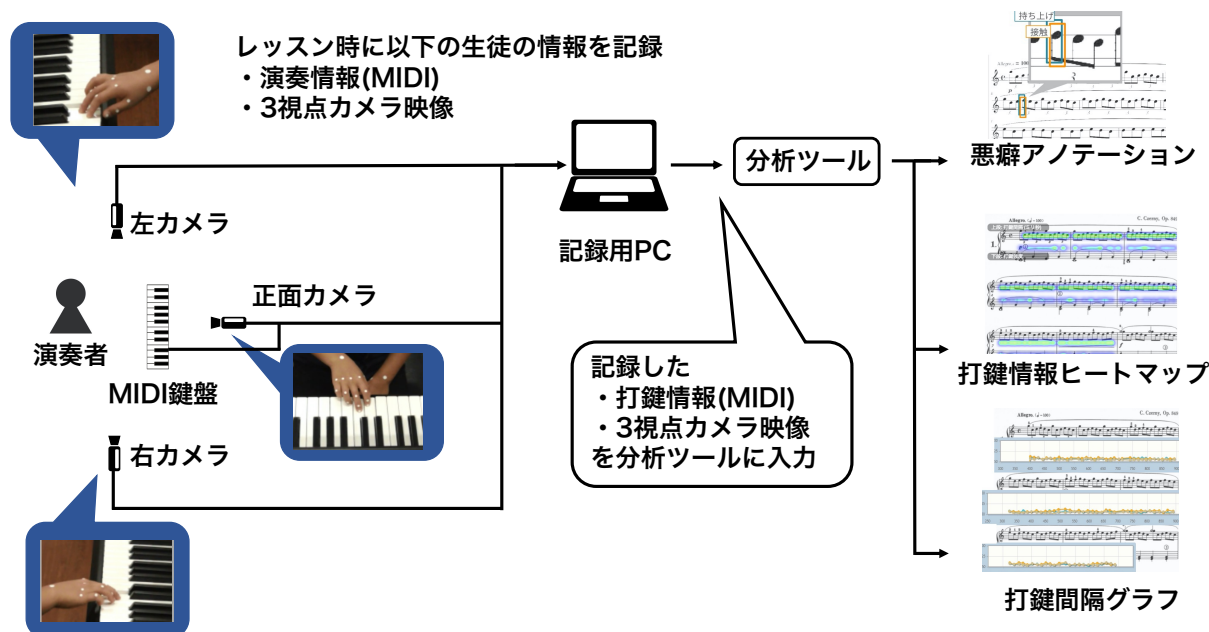 レッスン時に以下の生徒の情報を記録
・演奏情報(MIDI)
・3視点カメラ映像
左カメラ
正面カメラ
演奏者
MIDI鍵盤
右カメラ
記録用PC
分析ツール
記録した
・打鍵情報(MIDI)
・3視点カメラ映像
を分析ツールに入力
持ち上げ
接触
悪癖アノテーション
C. Czerny, Op.
打鍵情報ヒートマップ
Allegro.
C. Czerny, Op.
打鍵間隔グラフ